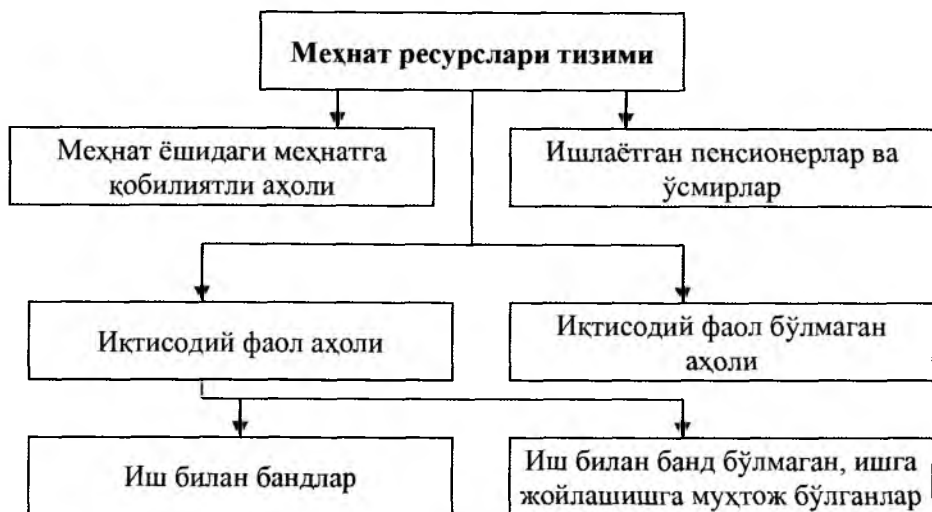 Меҳнат ресурслари тизими
Меҳнат ёшидаги меҳнатга
қобилиятли аҳоли
Ишлаётган пенсионерлар ва
ўсмирлар
Иқтисодий фаол аҳоли
Иқтисодий фаол бўлмаган
аҳоли
Иш билан бандлар
Иш билан банд бўлмаган, ишга
жойлашишга муҳтож бўлганлар